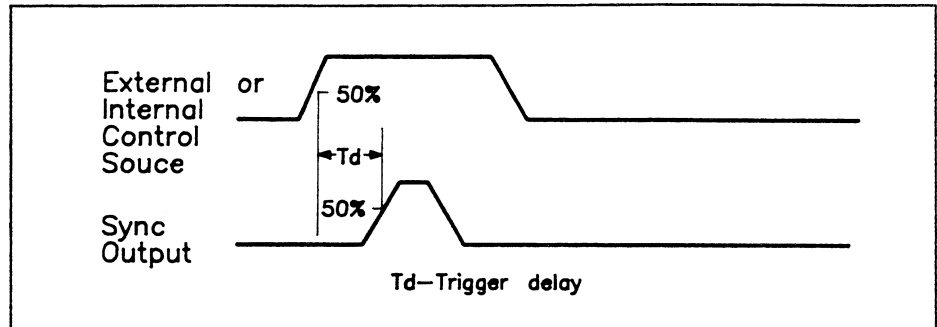 External or
Internal
Control
Souce
50%
Td
50%
Sync
Output
Td–Trigger delay